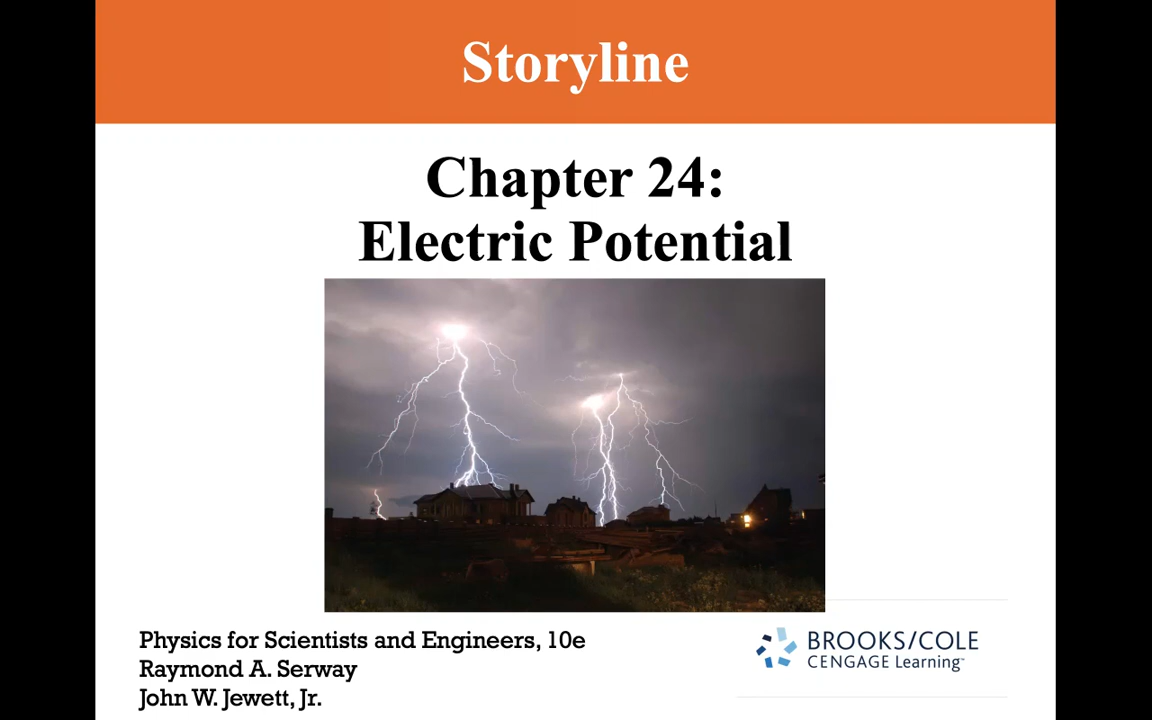 Storyline
Chapter 24:
Electric Potential
Physics for Scientists and Engineers, 10e
Raymond A. Serway
John W. Jewett, Jr.
BROOKS/COLE
CENGAGE Learning™